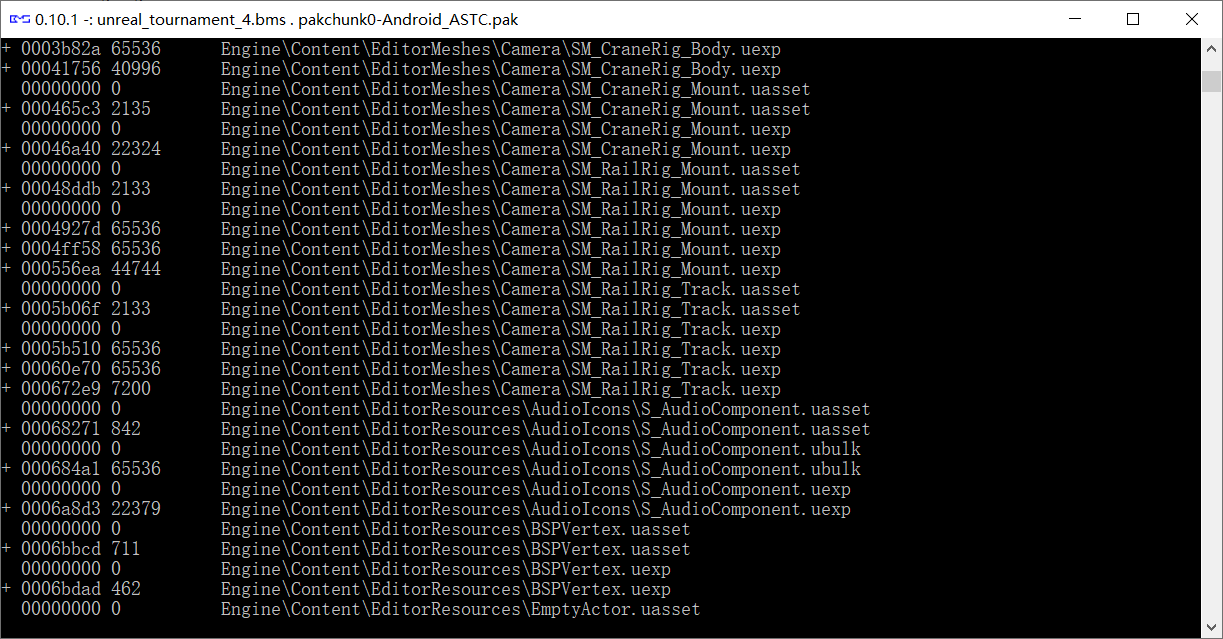 0.10.1 -: unreal_tournament_4.bms . pakchunk0-Android_ASTC.pak
+ 0003b82a 65536 Engine\Content\EditorMeshes\Camera\SM_CraneRig_Body.uexp
+ 00041756 40996 Engine\Content\EditorMeshes\Camera\SM_CraneRig_Body.uexp
00000000 0 Engine\Content\EditorMeshes\Camera\SM_CraneRig_Mount.uasset
+ 000465c3 2135 Engine\Content\EditorMeshes\Camera\SM_CraneRig_Mount.uasset
00000000 0 Engine\Content\EditorMeshes\Camera\SM_CraneRig_Mount.uexp
+ 00046a40 22324 Engine\Content\EditorMeshes\Camera\SM_CraneRig_Mount.uexp
00000000 0 Engine\Content\EditorMeshes\Camera\SM_RailRig_Mount.uasset
+ 00048ddb 2133 Engine\Content\EditorMeshes\Camera\SM_RailRig_Mount.uasset
00000000 0 Engine\Content\EditorMeshes\Camera\SM_RailRig_Mount.uexp
+ 0004927d 65536 Engine\Content\EditorMeshes\Camera\SM_RailRig_Mount.uexp
+ 0004ff58 65536 Engine\Content\EditorMeshes\Camera\SM_RailRig_Mount.uexp
+ 000556ea 44744 Engine\Content\EditorMeshes\Camera\SM_RailRig_Mount.uexp
00000000 0 Engine\Content\EditorMeshes\Camera\SM_RailRig_Track.uasset
+ 0005b06f 2133 Engine\Content\EditorMeshes\Camera\SM_RailRig_Track.uasset
00000000 0 Engine\Content\EditorMeshes\Camera\SM_RailRig_Track.uexp
+ 0005b510 65536 Engine\Content\EditorMeshes\Camera\SM_RailRig_Track.uexp
+ 00060e70 65536 Engine\Content\EditorMeshes\Camera\SM_RailRig_Track.uexp
+ 000672e9 7200 Engine\Content\EditorMeshes\Camera\SM_RailRig_Track.uexp
00000000 0 Engine\Content\EditorResources\AudioIcons\S_AudioComponent.uasset
+ 00068271 842 Engine\Content\EditorResources\AudioIcons\S_AudioComponent.uasset
00000000 0 Engine\Content\EditorResources\AudioIcons\S_AudioComponent.ubulk
+ 000684a1 65536 Engine\Content\EditorResources\AudioIcons\S_AudioComponent.ubulk
00000000 0 Engine\Content\EditorResources\AudioIcons\S_AudioComponent.uexp
+ 0006a8d3 22379 Engine\Content\EditorResources\AudioIcons\S_AudioComponent.uexp
00000000 0 Engine\Content\EditorResources\BSPVertex.uasset
+ 0006bbcd 711 Engine\Content\EditorResources\BSPVertex.uasset
00000000 0 Engine\Content\EditorResources\BSPVertex.uexp
+ 0006bdad 462 Engine\Content\EditorResources\BSPVertex.uexp
00000000 0 Engine\Content\EditorResources\EmptyActor.uasset